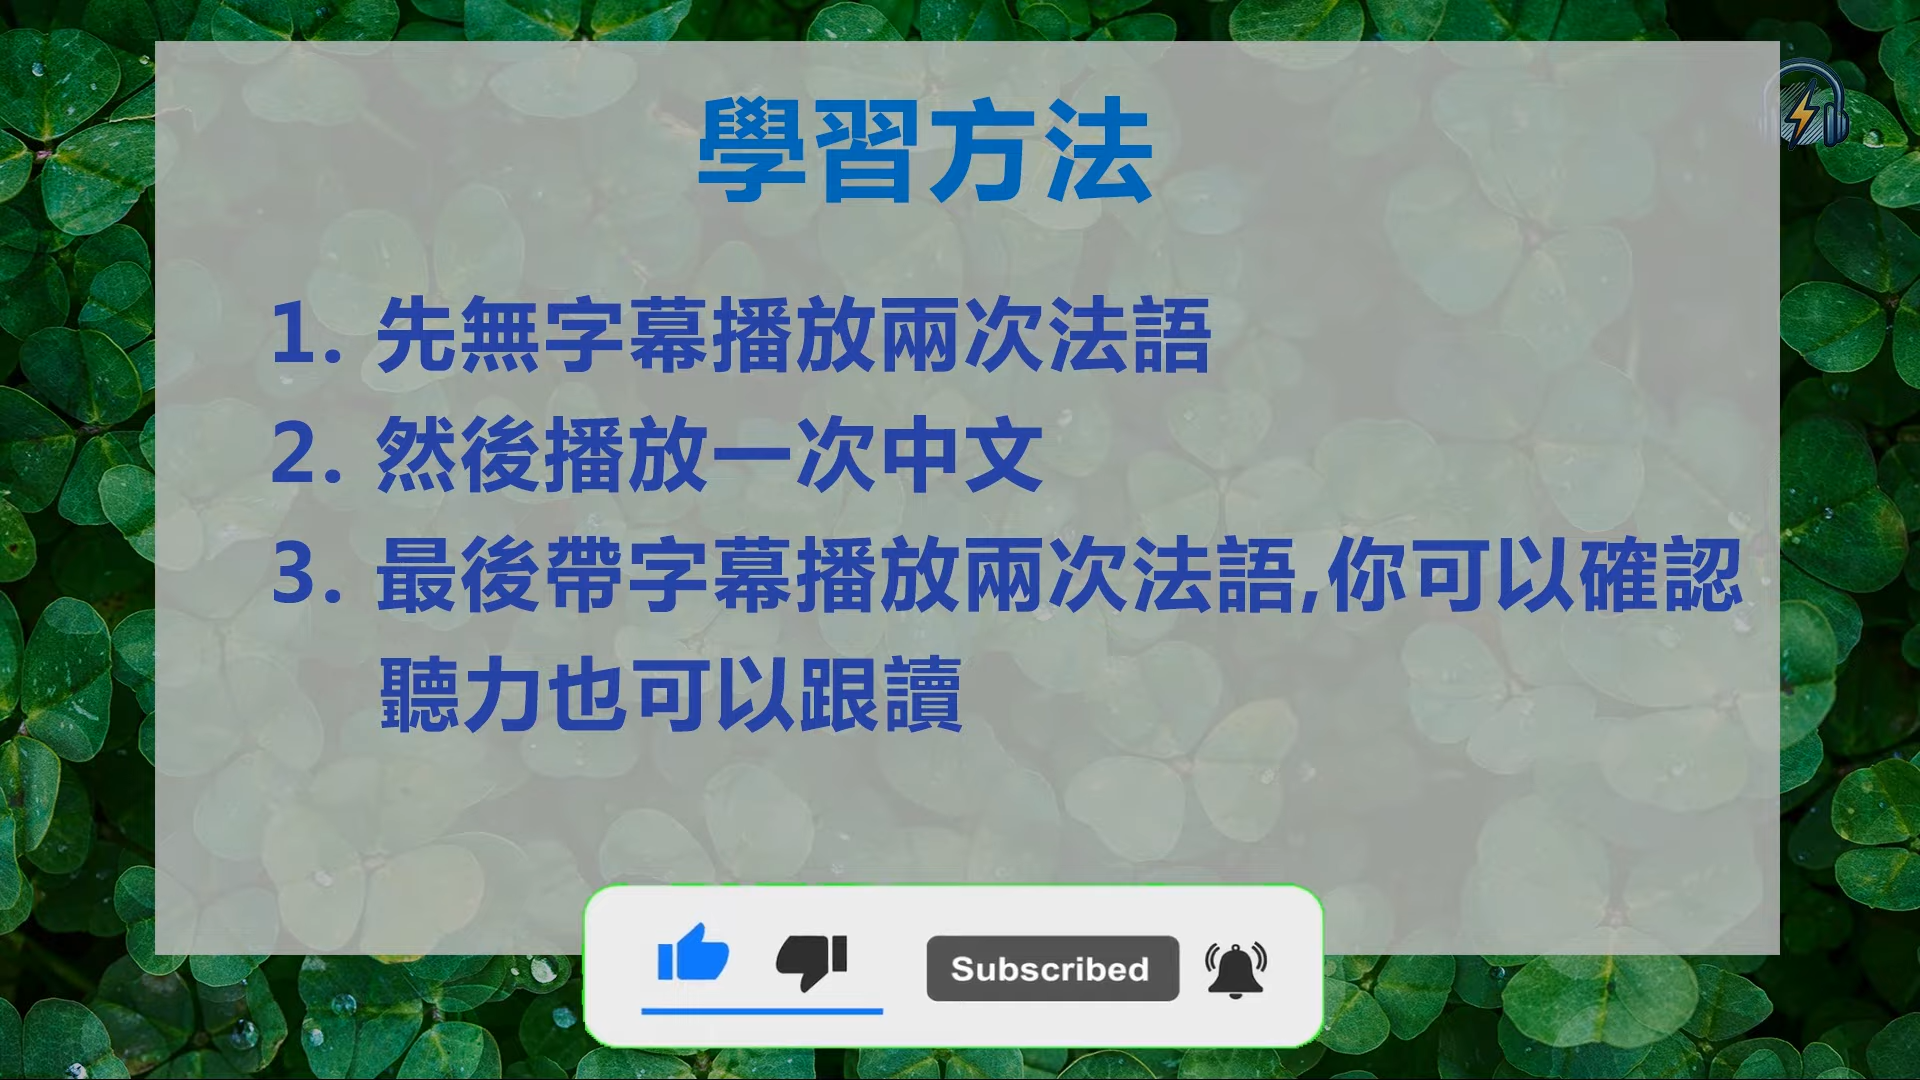 學習方法
1. 先無字幕播放兩次法語
2. 然後播放一次中文
3. 最後帶字幕播放兩次法語,你可以確認
聽力也可以跟讀
Subscribed